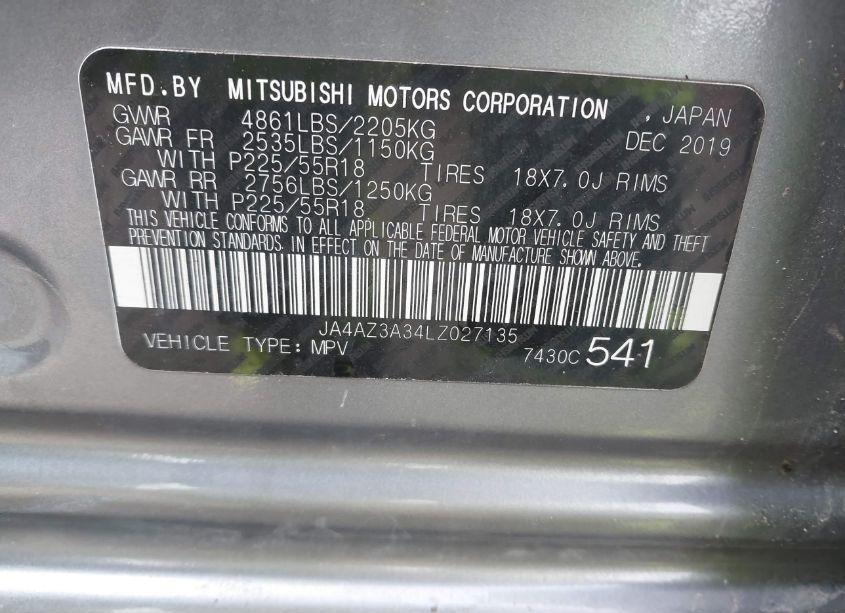 MFD.BY MITSUBISHI MOTORS CORPORATION , JAPAN
GVWR 4861LBS/2205KG DEC 2019
GAWR FR 2535LBS/1150KG
WITH P225/55R18 TIRES 18X7.0J RIMS
GAWR RR 2756LBS/1250KG
WITH P225/55R18 TIRES 18X7.0J RIMS
THIS VEHICLE CONFORMS TO ALL APPLICABLE FEDERAL MOTOR VEHICLE SAFETY AND THEFT
PREVENTION STANDARDS. IN EFFECT ON THE DATE OF MANUFACTURE SHOWN ABOVE.
JA4AZ3A34LZ027135
VEHICLE TYPE: MPV 7430C 541